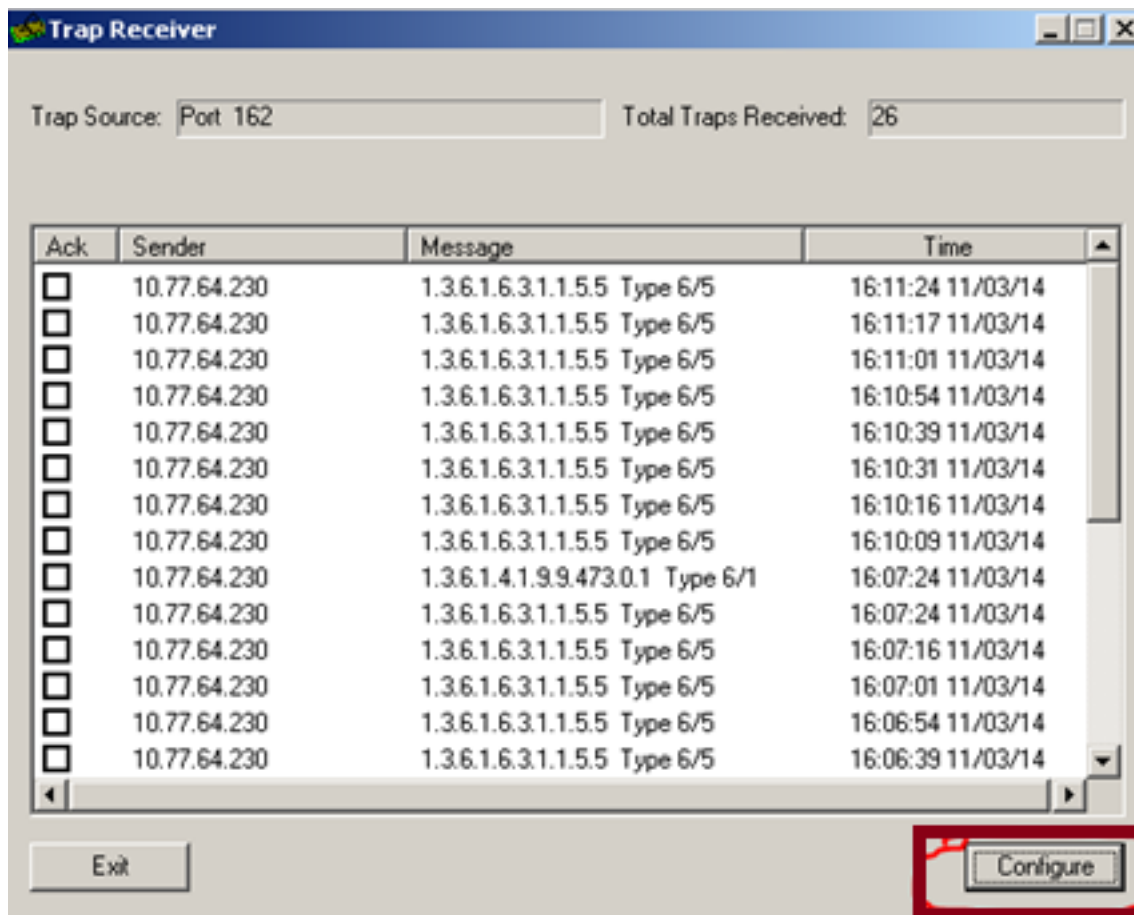 Trap Receiver
Trap Source: Port 162 Total Traps Received: 26
Ack Sender Message Time
10.77.64.230 1.3.6.1.6.3.1.1.5.5 Type 6/5 16:11:24 11/03/14
10.77.64.230 1.3.6.1.6.3.1.1.5.5 Type 6/5 16:11:17 11/03/14
10.77.64.230 1.3.6.1.6.3.1.1.5.5 Type 6/5 16:11:01 11/03/14
10.77.64.230 1.3.6.1.6.3.1.1.5.5 Type 6/5 16:10:54 11/03/14
10.77.64.230 1.3.6.1.6.3.1.1.5.5 Type 6/5 16:10:39 11/03/14
10.77.64.230 1.3.6.1.6.3.1.1.5.5 Type 6/5 16:10:31 11/03/14
10.77.64.230 1.3.6.1.6.3.1.1.5.5 Type 6/5 16:10:16 11/03/14
10.77.64.230 1.3.6.1.6.3.1.1.5.5 Type 6/5 16:10:09 11/03/14
10.77.64.230 1.3.6.1.4.1.9.9.473.0.1 Type 6/1 16:07:24 11/03/14
10.77.64.230 1.3.6.1.6.3.1.1.5.5 Type 6/5 16:07:24 11/03/14
10.77.64.230 1.3.6.1.6.3.1.1.5.5 Type 6/5 16:07:16 11/03/14
10.77.64.230 1.3.6.1.6.3.1.1.5.5 Type 6/5 16:07:01 11/03/14
10.77.64.230 1.3.6.1.6.3.1.1.5.5 Type 6/5 16:06:54 11/03/14
10.77.64.230 1.3.6.1.6.3.1.1.5.5 Type 6/5 16:06:39 11/03/14
Exit Configure